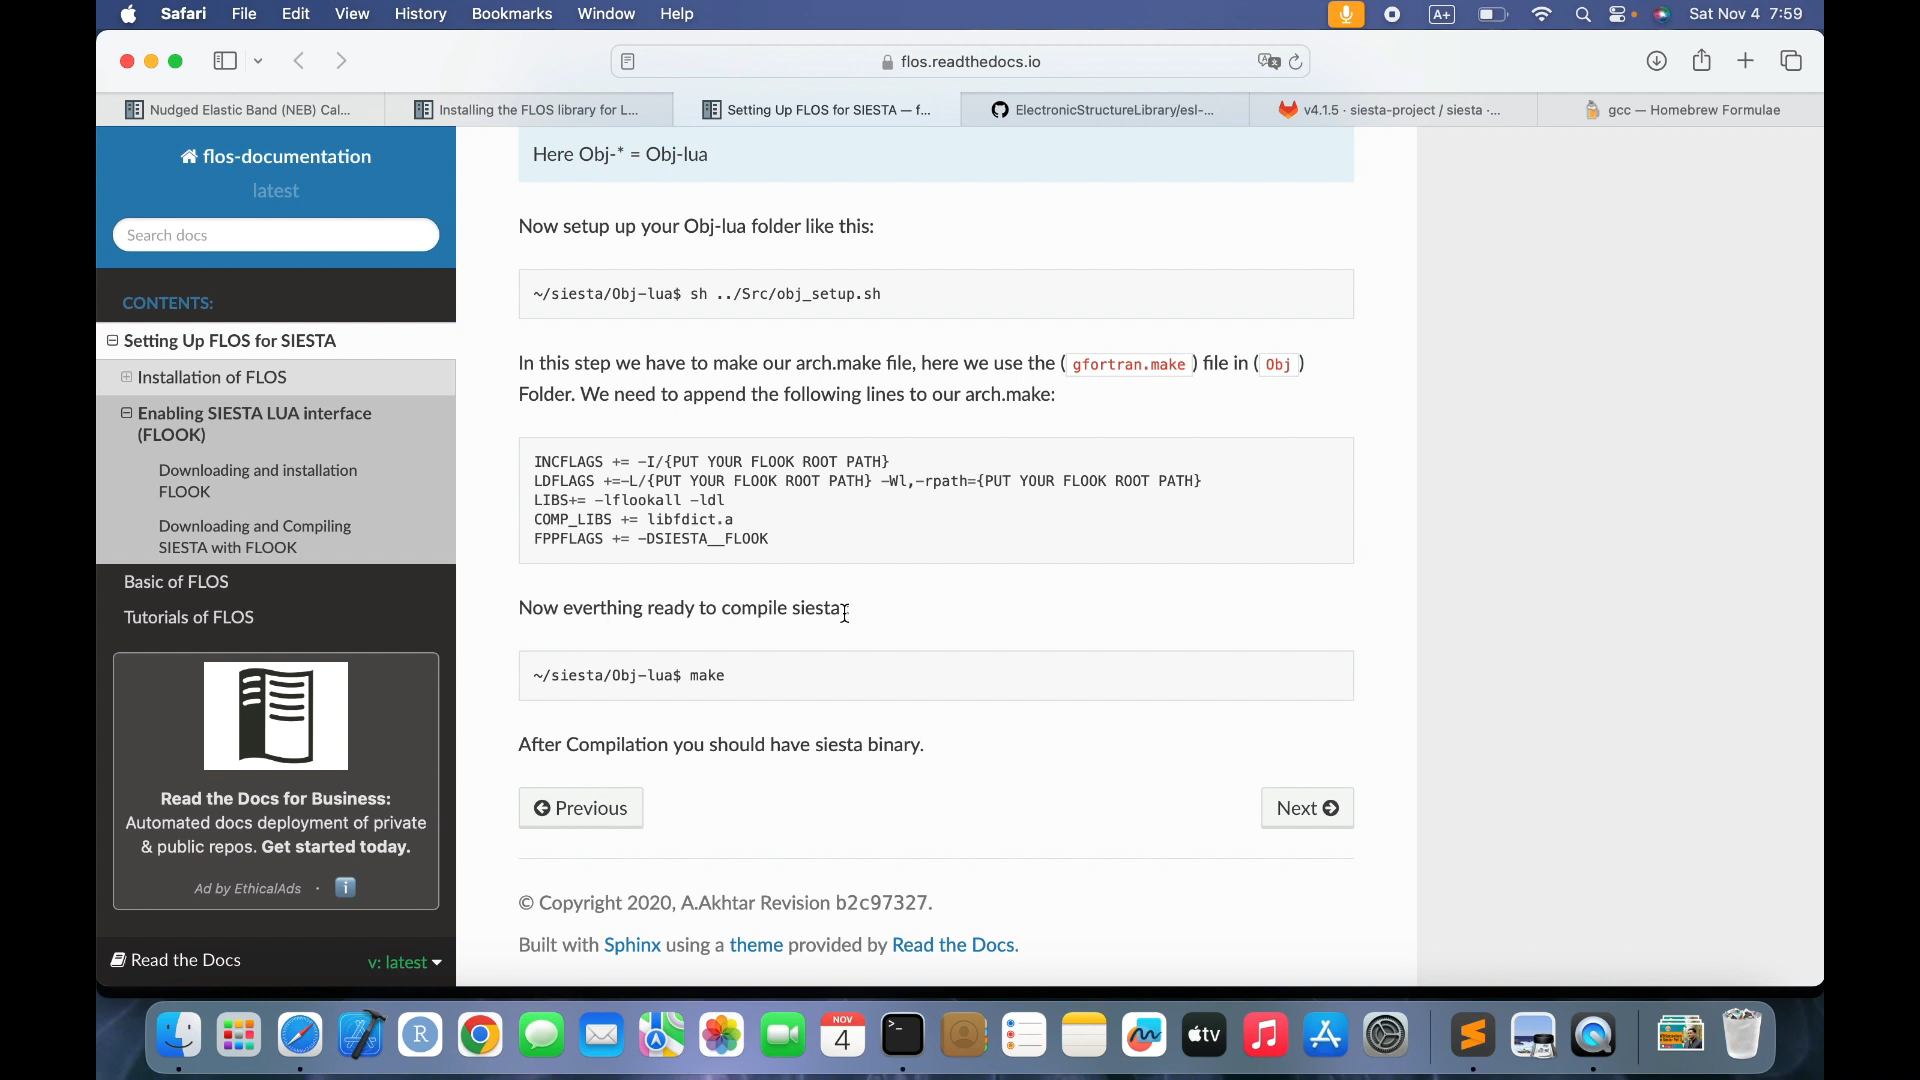 Safari File Edit View History Bookmarks Window Help A+ Sat Nov 4 7:59
flos.readthedocs.io
Nudged Elastic Band (NEB) Cal... Installing the FLOS library for L... Setting Up FLOS for SIESTA — f... ElectronicStructureLibrary/esl-... v4.1.5 · siesta-project / siesta ·... gcc — Homebrew Formulae
flos-documentation
latest
Search docs
CONTENTS:
Setting Up FLOS for SIESTA
Installation of FLOS
Enabling SIESTA LUA interface
(FLOOK)
Downloading and installation
FLOOK
Downloading and Compiling
SIESTA with FLOOK
Basic of FLOS
Tutorials of FLOS
Read the Docs for Business:
Automated docs deployment of private
& public repos. Get started today.
Ad by EthicalAds · i
Read the Docs v: latest
Here Obj-* = Obj-lua
Now setup up your Obj-lua folder like this:
~/siesta/Obj-lua$ sh ../Src/obj_setup.sh
In this step we have to make our arch.make file, here we use the ( gfortran.make ) file in ( Obj )
Folder. We need to append the following lines to our arch.make:
INCFLAGS += -I/{PUT YOUR FLOOK ROOT PATH}
LDFLAGS +=-L/{PUT YOUR FLOOK ROOT PATH} -Wl,-rpath={PUT YOUR FLOOK ROOT PATH}
LIBS+= -lflookall -ldl
COMP_LIBS += libfdict.a
FPPFLAGS += -DSIESTA__FLOOK
Now everthing ready to compile siesta:
~/siesta/Obj-lua$ make
After Compilation you should have siesta binary.
Previous Next
© Copyright 2020, A.Akhtar Revision b2c97327.
Built with Sphinx using a theme provided by Read the Docs.
R NOV
4 >_ tv